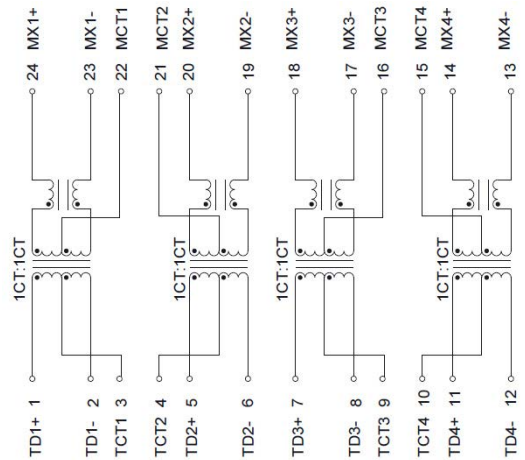 MX1+
MX1-
MCT1
MCT2
MX2+
MX2-
MX3+
MX3-
MCT3
MCT4
MX4+
MX4-
24
23
22
21
20
19
18
17
16
15
14
13
1CT:1CT
1CT:1CT
1CT:1CT
1CT:1CT
1
2
3
4
5
6
7
8
9
10
11
12
TD1+
TD1-
TCT1
TCT2
TD2+
TD2-
TD3+
TD3-
TCT3
TCT4
TD4+
TD4-